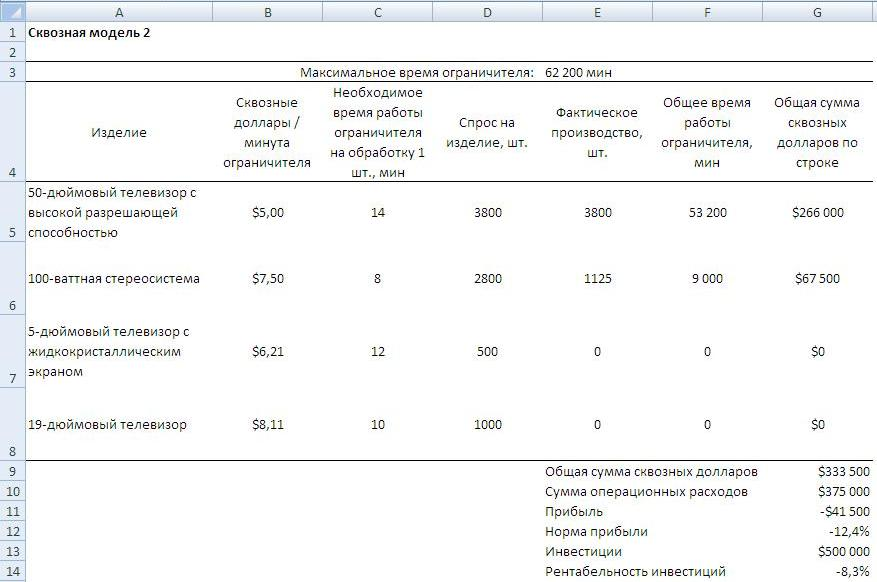 A B C D E F G
1 Сквозная модель 2
2
3 Максимальное время ограничителя: 62 200 мин
4 Изделие Сквозные доллары / минута ограничителя Необходимое время работы ограничителя на обработку 1 шт., мин Спрос на изделие, шт. Фактическое производство, шт. Общее время работы ограничителя, мин Общая сумма сквозных долларов по строке
5 50-дюймовый телевизор с высокой разрешающей способностью $5,00 14 3800 3800 53 200 $266 000
6 100-ваттная стереосистема $7,50 8 2800 1125 9 000 $67 500
7 5-дюймовый телевизор с жидкокристаллическим экраном $6,21 12 500 0 0 $0
8 19-дюймовый телевизор $8,11 10 1000 0 0 $0
9 Общая сумма сквозных долларов $333 500
10 Сумма операционных расходов $375 000
11 Прибыль -$41 500
12 Норма прибыли -12,4%
13 Инвестиции $500 000
14 Рентабельность инвестиций -8,3%